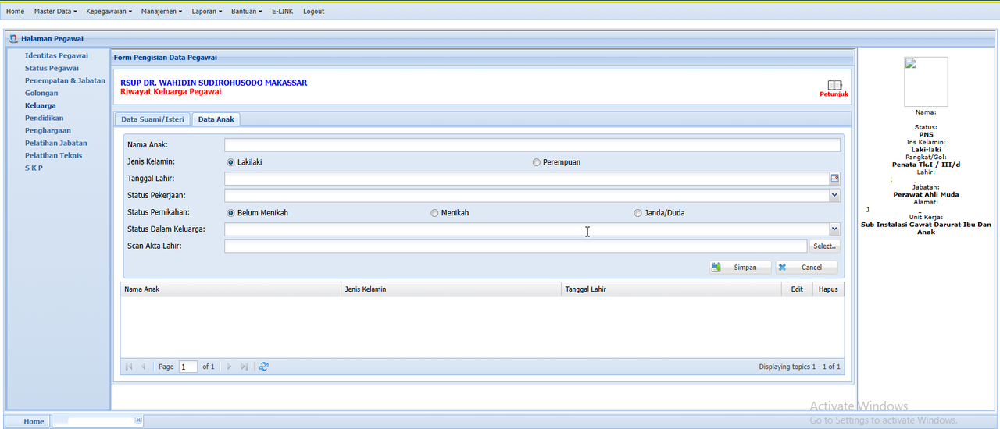 Home Master Data Kepegawaian Manajemen Laporan Bantuan E-LINK Logout
Halaman Pegawai
Identitas Pegawai
Status Pegawai
Penempatan & Jabatan
Golongan
Keluarga
Pendidikan
Penghargaan
Pelatihan Jabatan
Pelatihan Teknis
S K P
Form Pengisian Data Pegawai
RSUP DR. WAHIDIN SUDIROHUSODO MAKASSAR
Riwayat Keluarga Pegawai
Petunjuk
Data Suami/Isteri Data Anak
Nama Anak:
Jenis Kelamin: Lakilaki Perempuan
Tanggal Lahir:
Status Pekerjaan:
Status Pernikahan: Belum Menikah Menikah Janda/Duda
Status Dalam Keluarga:
Scan Akta Lahir: Select..
Simpan Cancel
Nama Anak Jenis Kelamin Tanggal Lahir Edit Hapus
Page 1 of 1 Displaying topics 1 - 1 of 1
Nama:
Status:
PNS
Jns Kelamin:
Laki-laki
Pangkat/Gol:
Penata Tk.I / III/d
Lahir:
Jabatan:
Perawat Ahli Muda
Alamat:
Unit Kerja:
Sub Instalasi Gawat Darurat Ibu Dan
Anak
Activate Windows
Go to Settings to activate Windows.
Home